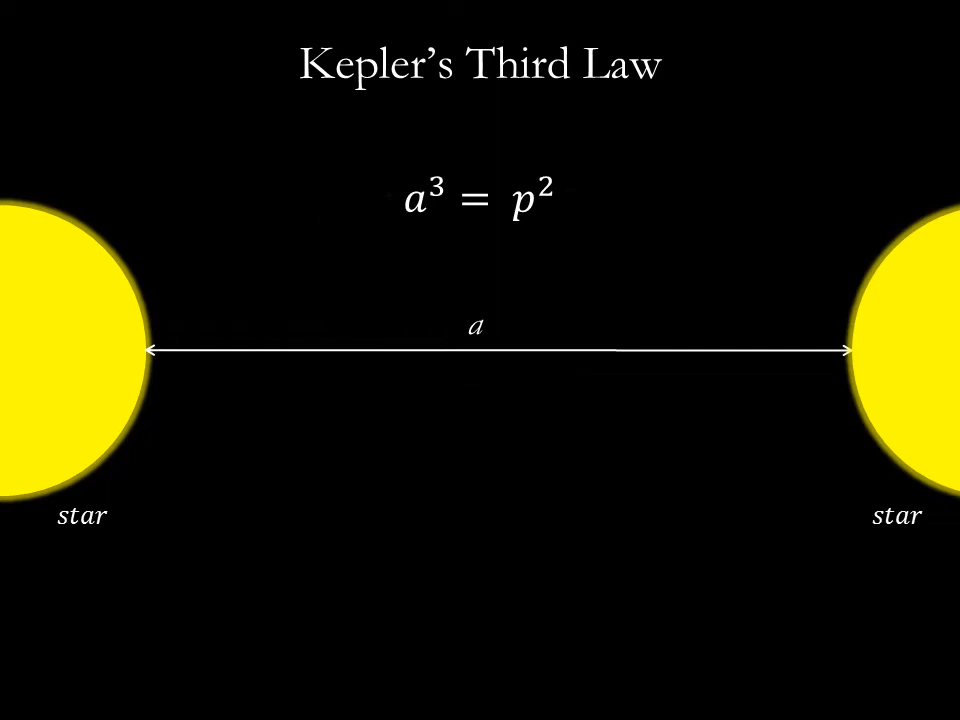 Kepler’s Third Law
𝑎³ = 𝑝²
a
𝑠𝑡𝑎𝑟
𝑠𝑡𝑎𝑟